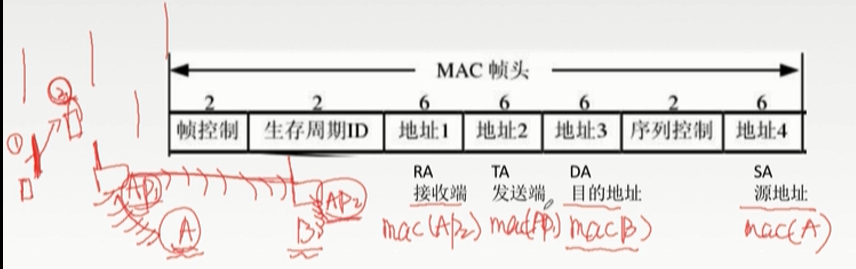 MAC 帧头
2 2 6 6 6 2 6
帧控制 生存周期ID 地址1 地址2 地址3 序列控制 地址4
RA TA DA SA
接收端 发送端 目的地址 源地址
mac(AP2) mac(AP1) mac(B) mac(A)
①
②
AP1
AP2
A
B